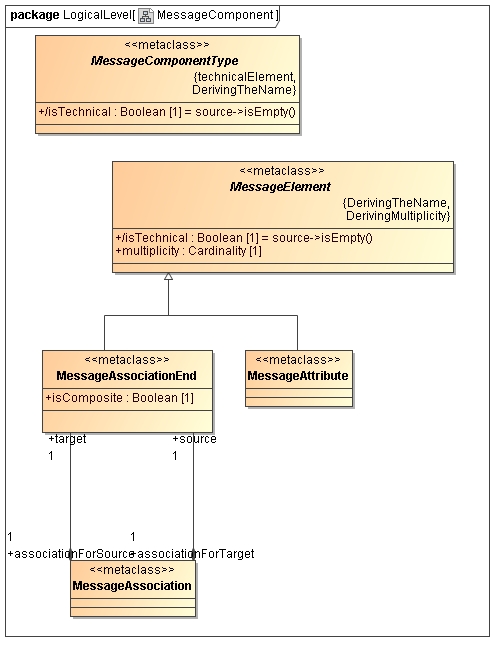 package LogicalLevel[ MessageComponent]
<<metaclass>>
MessageComponentType
{technicalElement,
DerivingTheName}
+/isTechnical : Boolean [1] = source->isEmpty()
<<metaclass>>
MessageElement
{DerivingTheName,
DerivingMultiplicity}
+/isTechnical : Boolean [1] = source->isEmpty()
+multiplicity : Cardinality [1]
<<metaclass>>
MessageAssociationEnd
+isComposite : Boolean [1]
<<metaclass>>
MessageAttribute
+target
+source
1
1
1
1
+associationForSource
+associationForTarget
<<metaclass>>
MessageAssociation